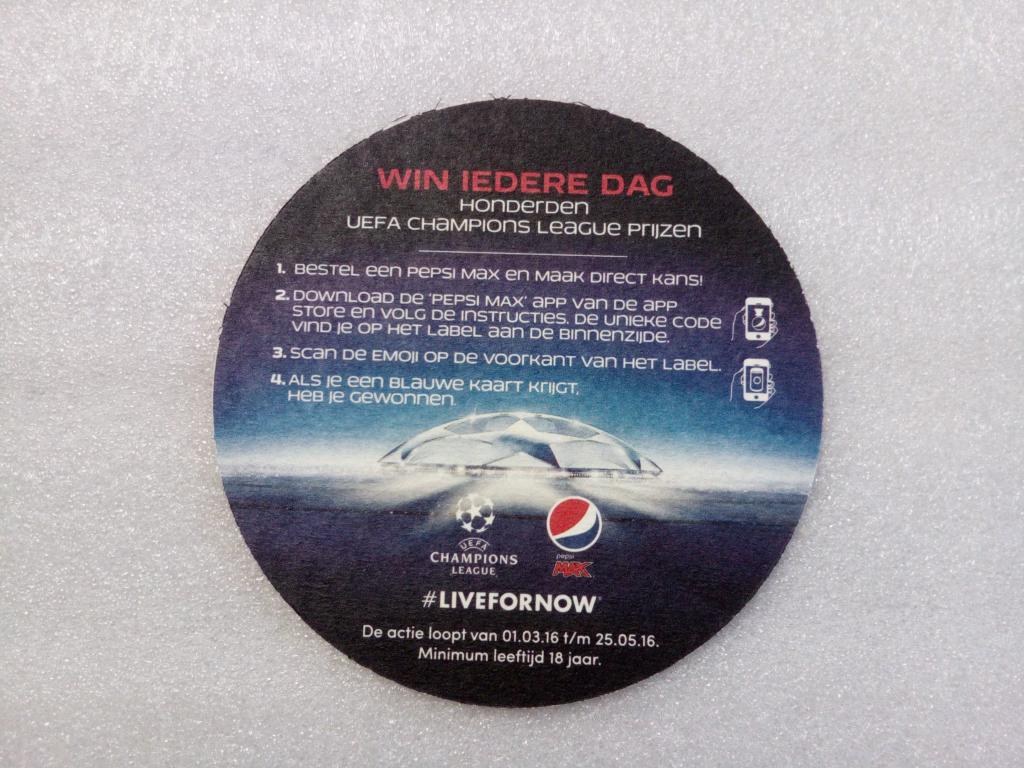 WIN IEDERE DAG
HONDERDEN
UEFA CHAMPIONS LEAGUE PRIJZEN
1. BESTEL EEN PEPSI MAX EN MAAK DIRECT KANS!
2. DOWNLOAD DE 'PEPSI MAX' APP VAN DE APP
STORE EN VOLG DE INSTRUCTIES. DE UNIEKE CODE
VIND JE OP HET LABEL AAN DE BINNENZIJDE.
3. SCAN DE EMOJI OP DE VOORKANT VAN HET LABEL.
4. ALS JE EEN BLAUWE KAART KRIJGT,
HEB JE GEWONNEN.
UEFA
CHAMPIONS
LEAGUE
pepsi
MAX
#LIVEFORNOW
De actie loopt van 01.03.16 t/m 25.05.16.
Minimum leeftijd 18 jaar.